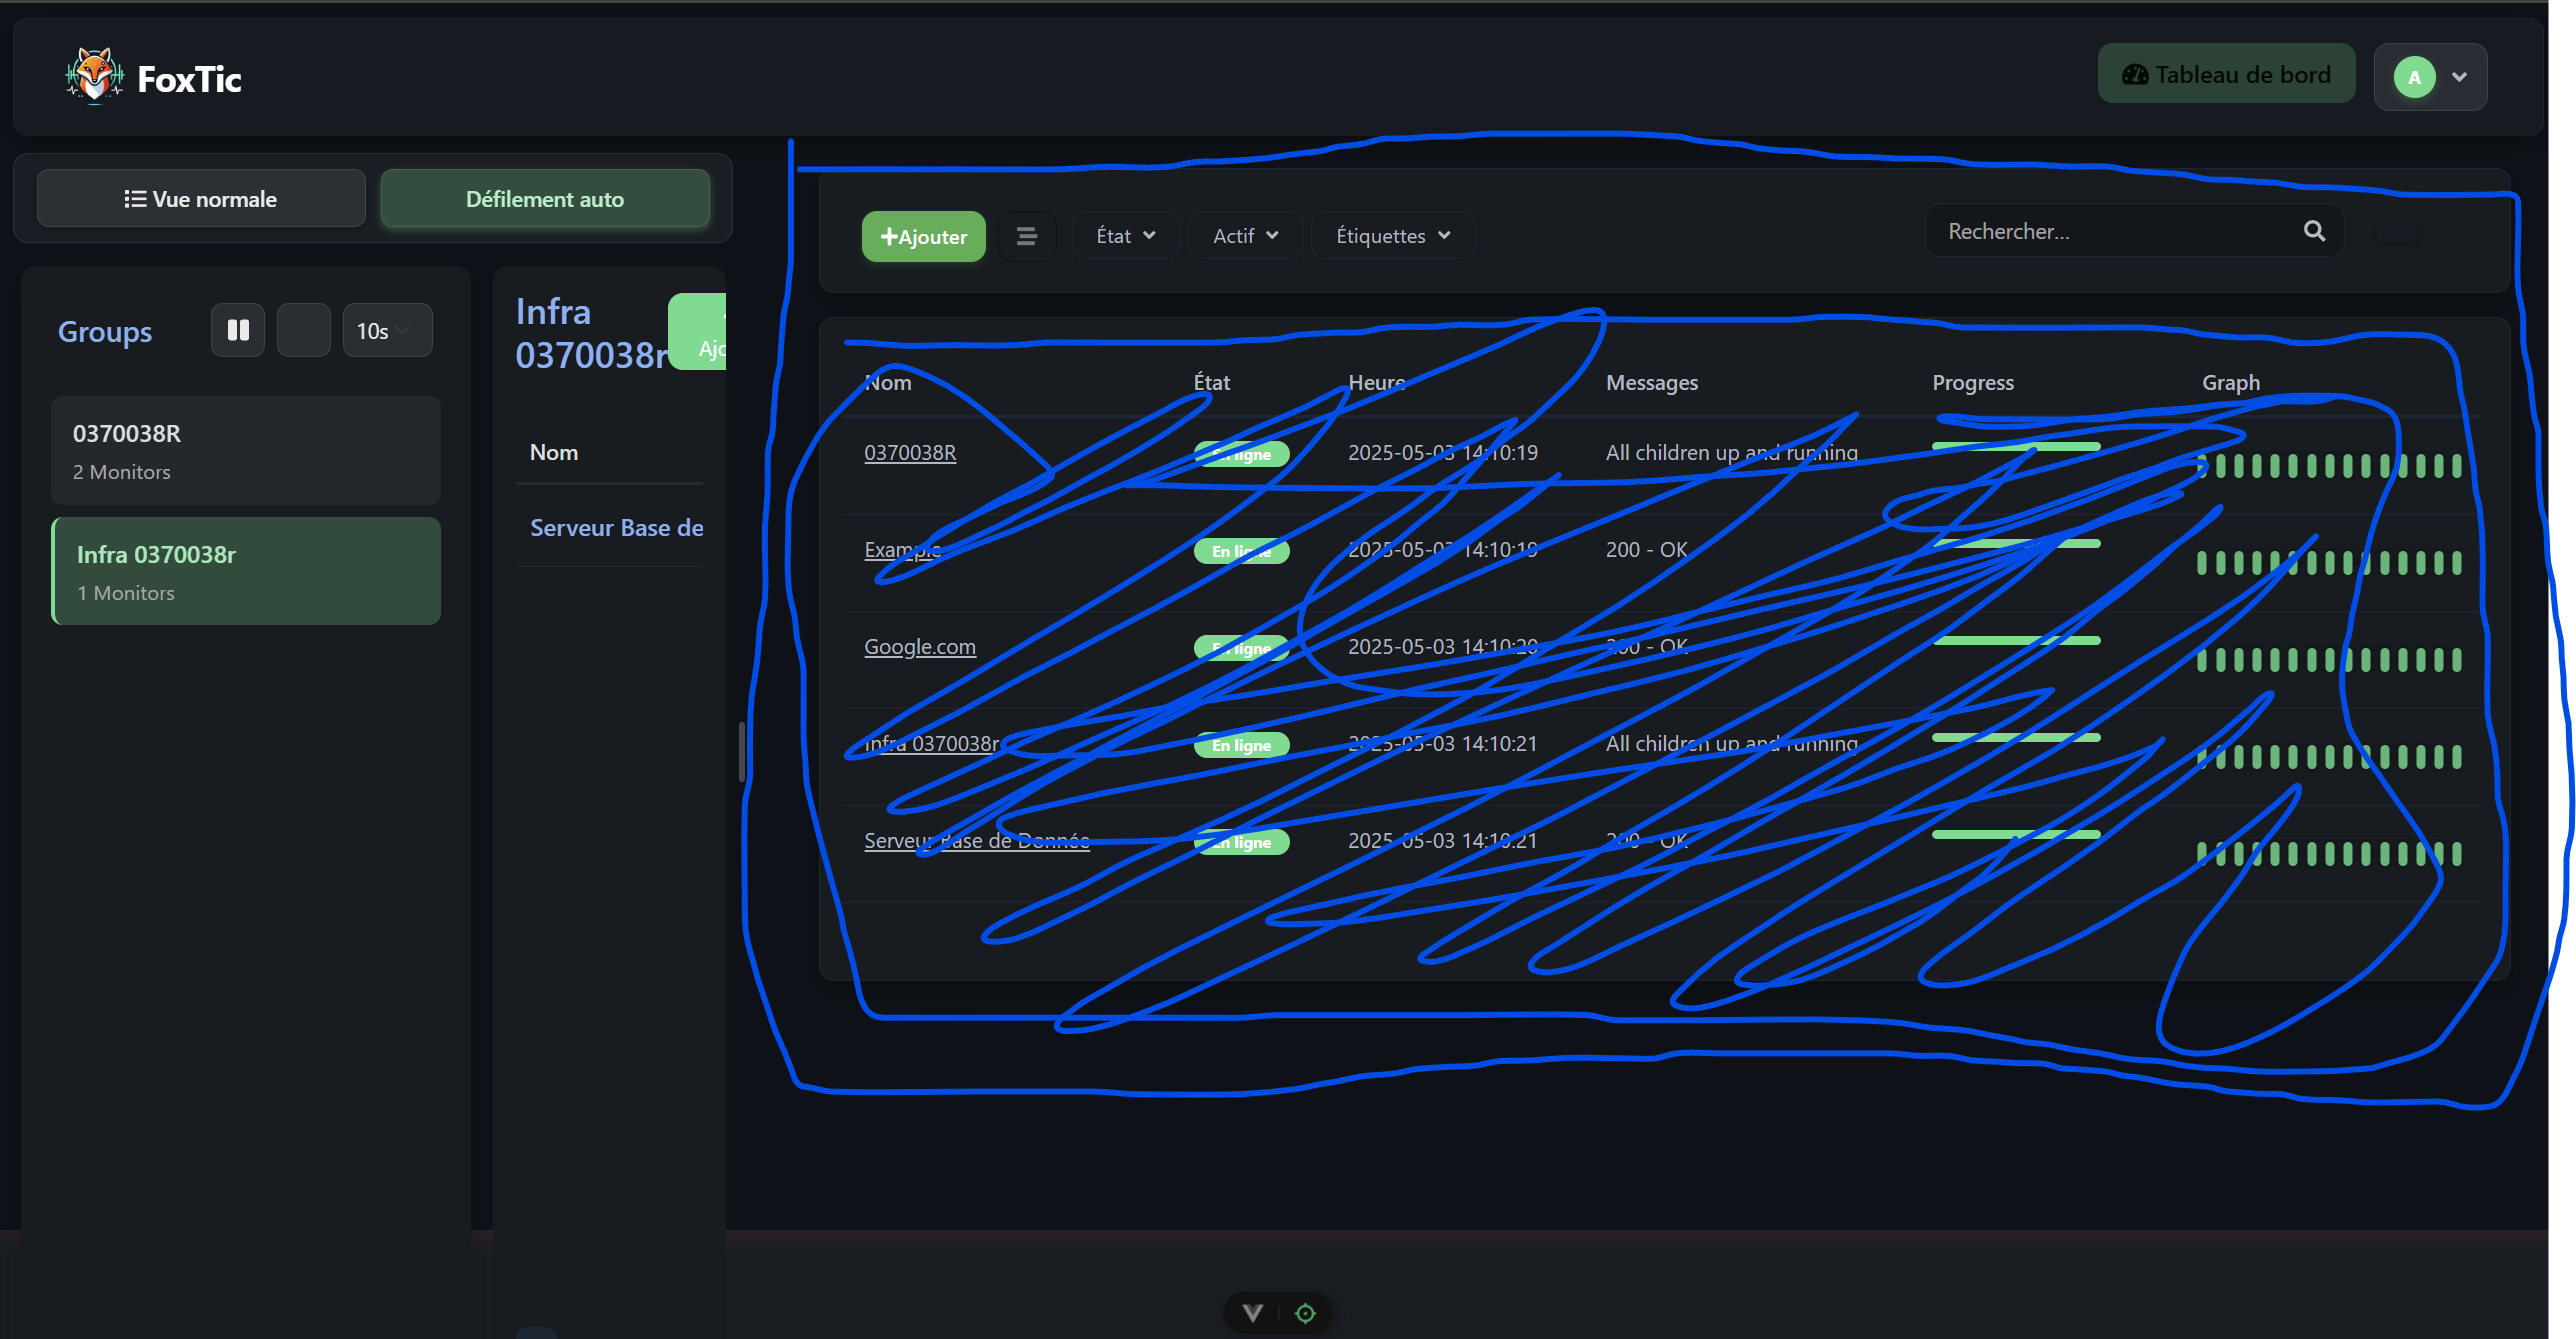 FoxTic
Tableau de bord
A
Vue normale
Défilement auto
Groups
10s
0370038R
2 Monitors
Infra 0370038r
1 Monitors
Infra
0370038r
Nom
Serveur Base de
Ajouter
État
Actif
Étiquettes
Rechercher...
Nom État Heure Messages Progress Graph
0370038R En ligne 2025-05-03 14:10:19 All children up and running
Example En ligne 2025-05-03 14:10:19 200 - OK
Google.com En ligne 2025-05-03 14:10:20 200 - OK
Infra 0370038r En ligne 2025-05-03 14:10:21 All children up and running
Serveur Base de Donnée En ligne 2025-05-03 14:10:21 200 - OK